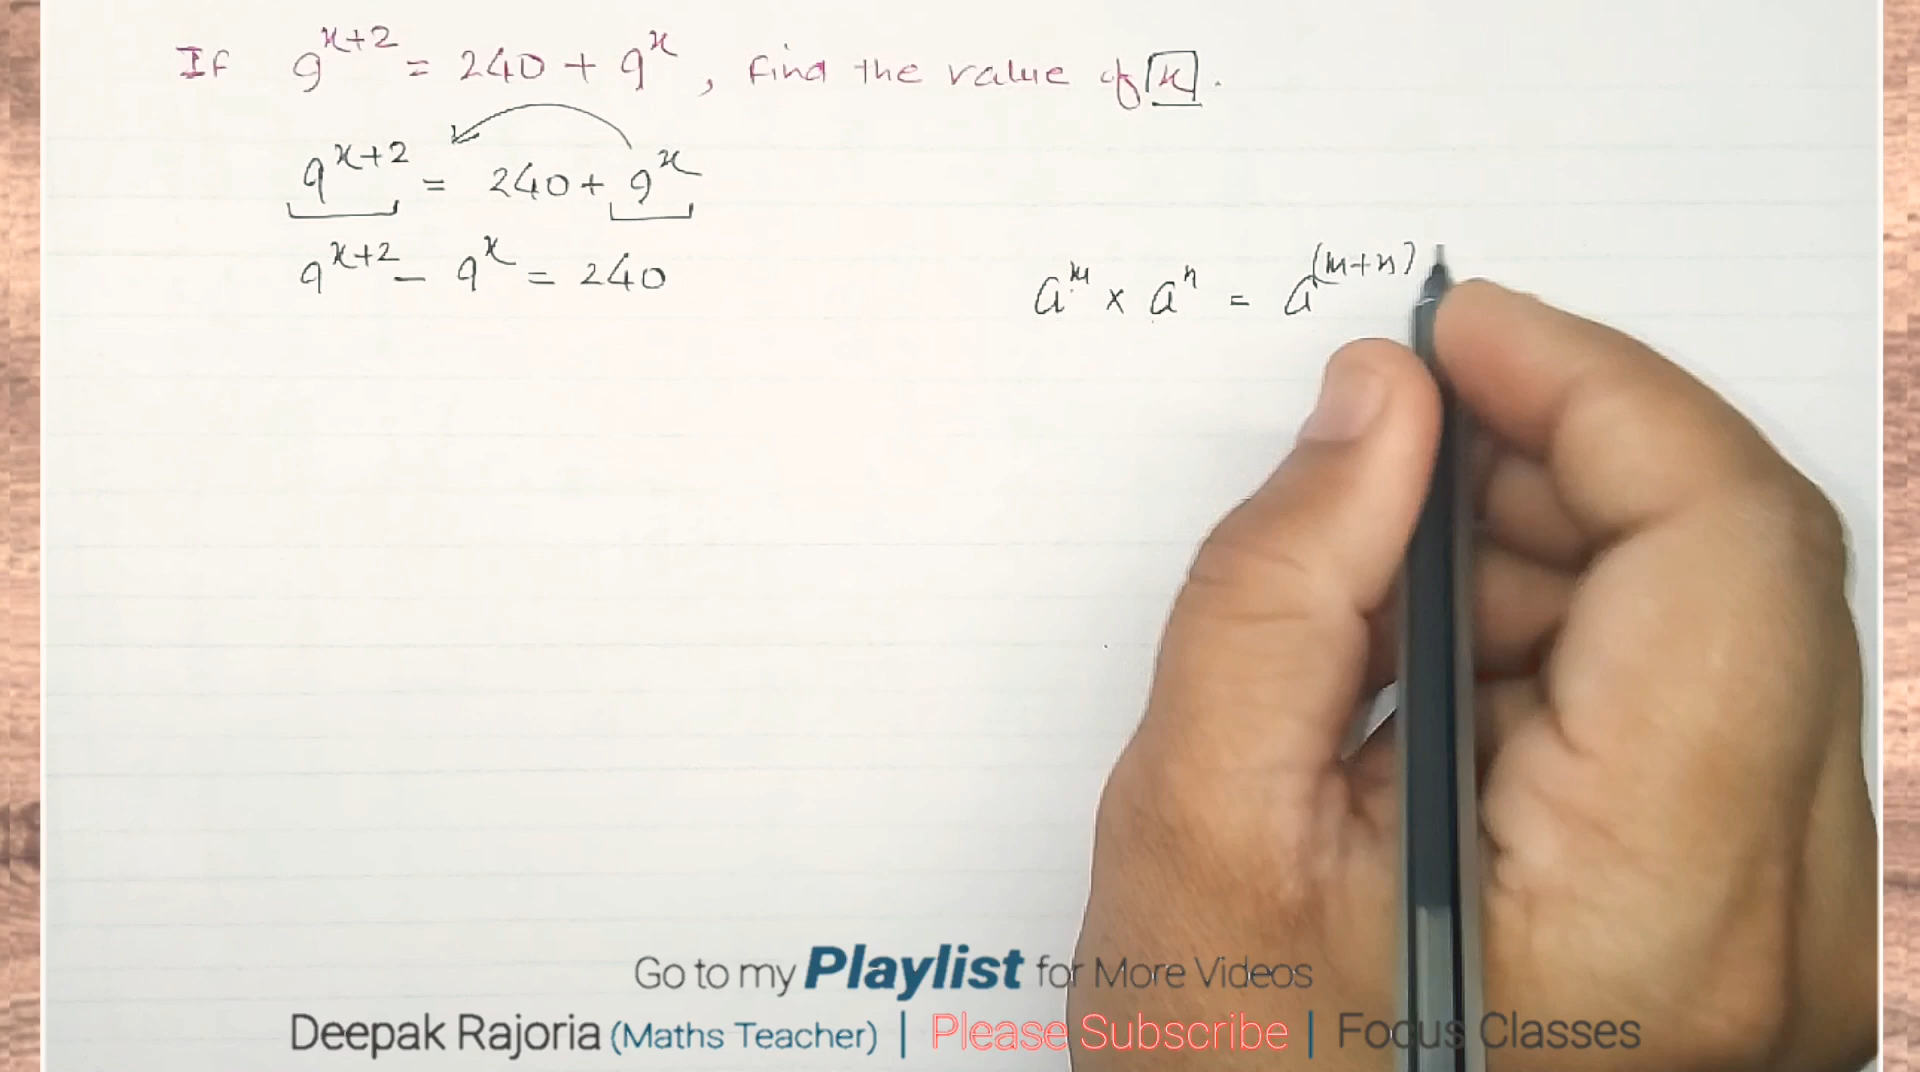 If 9^{x+2} = 240 + 9^x, find the value of x.
9^{x+2} = 240 + 9^x
9^{x+2} - 9^x = 240
a^m × a^n = a^{(m+n)}
Go to my Playlist for More Videos
Deepak Rajoria (Maths Teacher) | Please Subscribe | Focus Classes